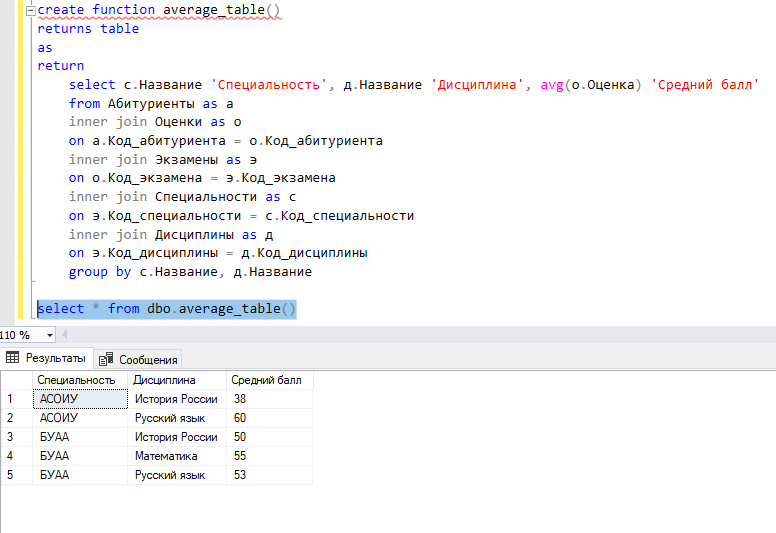 create function average_table()
returns table
as
return
select с.Название 'Специальность', д.Название 'Дисциплина', avg(о.Оценка) 'Средний балл'
from Абитуриенты as а
inner join Оценки as о
on а.Код_абитуриента = о.Код_абитуриента
inner join Экзамены as э
on о.Код_экзамена = э.Код_экзамена
inner join Специальности as с
on э.Код_специальности = с.Код_специальности
inner join Дисциплины as д
on э.Код_дисциплины = д.Код_дисциплины
group by с.Название, д.Название
select * from dbo.average_table()
110 %
Результаты Сообщения
Специальность Дисциплина Средний балл
1 АСОИУ История России 38
2 АСОИУ Русский язык 60
3 БУАА История России 50
4 БУАА Математика 55
5 БУАА Русский язык 53